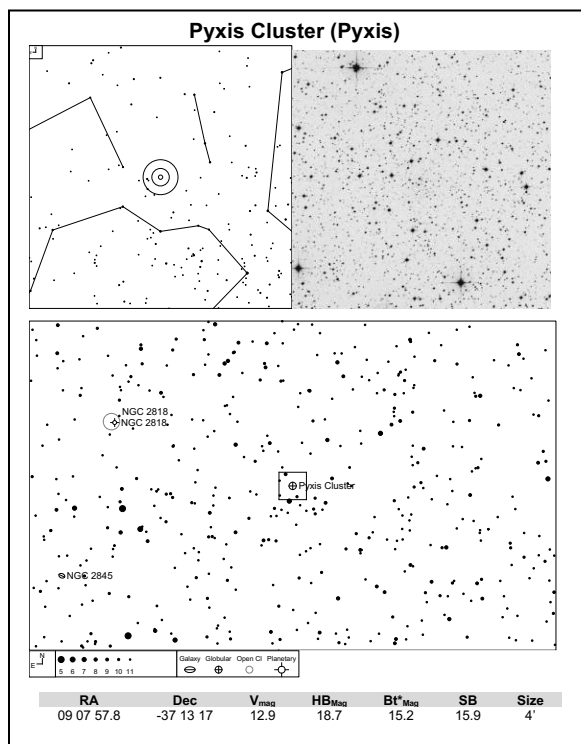 Pyxis Cluster (Pyxis)
NGC 2818
NGC 2818
Pyxis Cluster
NGC 2845
N
E
5 6 7 8 9 10 11
Galaxy Globular Open Cl Planetary
RA Dec Vmag HBMag Bt*Mag SB Size
09 07 57.8 -37 13 17 12.9 18.7 15.2 15.9 4'